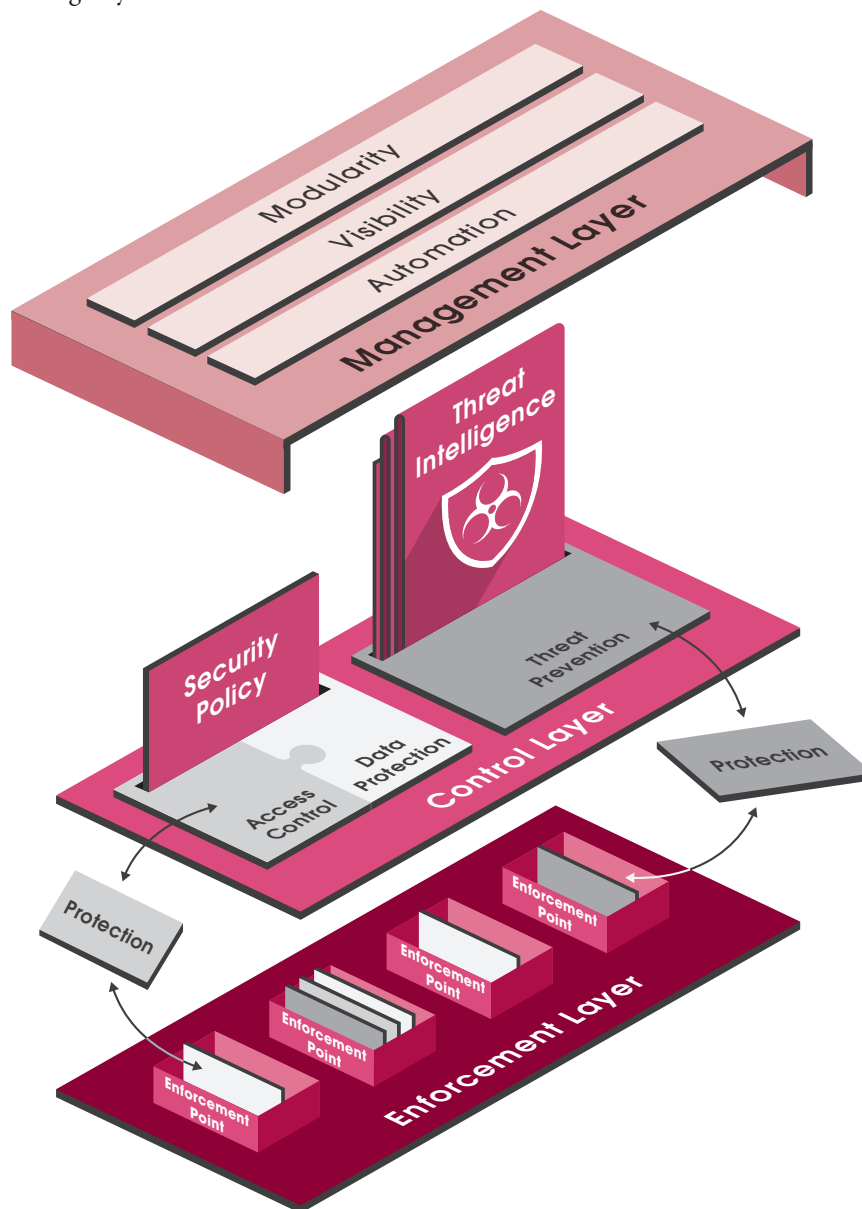 Modularity
Visibility
Automation
Management Layer
Threat
Intelligence
Security
Policy
Threat
Prevention
Data
Protection
Access
Control
Control Layer
Protection
Protection
Enforcement
Point
Enforcement
Point
Enforcement
Point
Enforcement
Point
Enforcement Layer